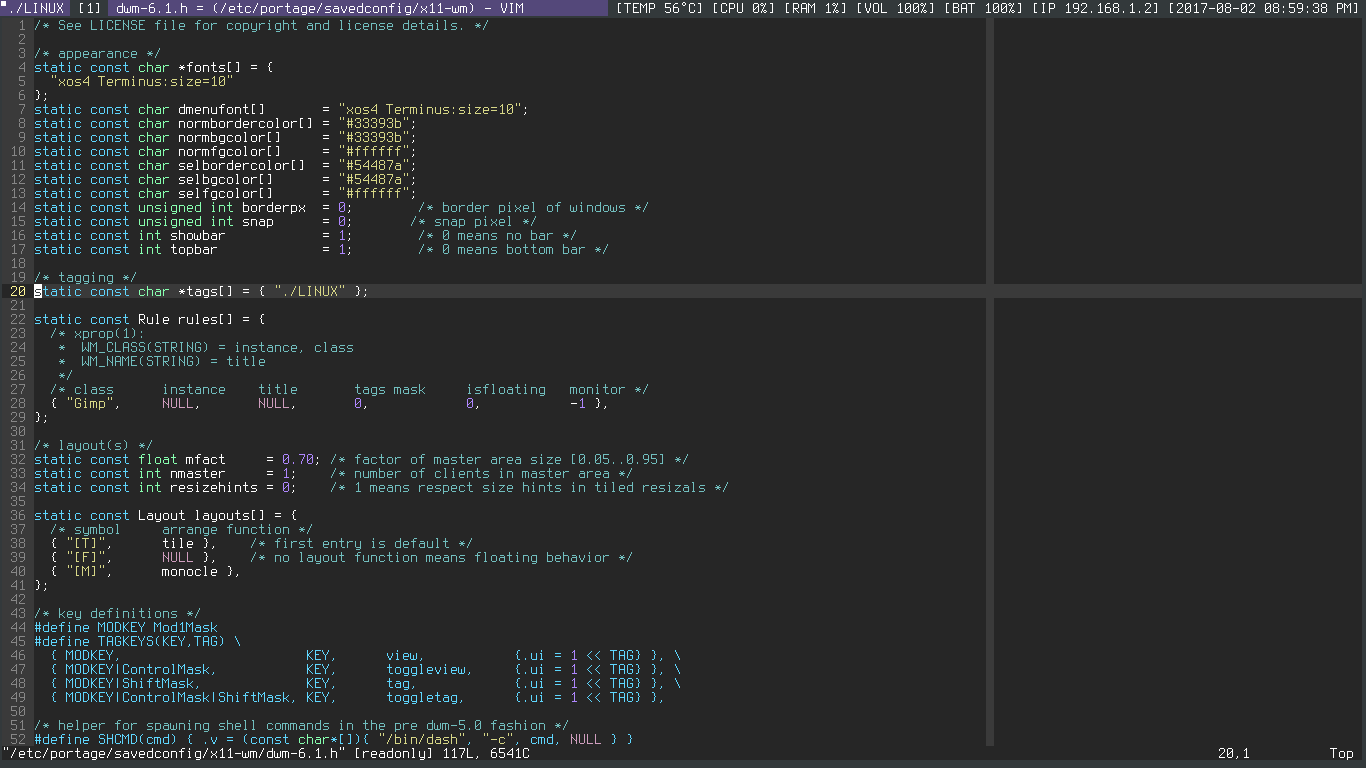 ./LINUX [1] dwm-6.1.h = (/etc/portage/savedconfig/x11-wm) - VIM [TEMP 56°C] [CPU 0%] [RAM 1%] [VOL 100%] [BAT 100%] [IP 192.168.1.2] [2017-08-02 08:59:38 PM]
1 /* See LICENSE file for copyright and license details. */
2
3 /* appearance */
4 static const char *fonts[] = {
5   "xos4 Terminus:size=10"
6 };
7 static const char dmenufont[]       = "xos4 Terminus:size=10";
8 static const char normbordercolor[] = "#33393b";
9 static const char normbgcolor[]     = "#33393b";
10 static const char normfgcolor[]     = "#ffffff";
11 static const char selbordercolor[]  = "#54487a";
12 static const char selbgcolor[]      = "#54487a";
13 static const char selfgcolor[]      = "#ffffff";
14 static const unsigned int borderpx  = 0;        /* border pixel of windows */
15 static const unsigned int snap      = 0;       /* snap pixel */
16 static const int showbar            = 1;        /* 0 means no bar */
17 static const int topbar             = 1;        /* 0 means bottom bar */
18
19 /* tagging */
20 static const char *tags[] = { "./LINUX" };
21
22 static const Rule rules[] = {
23   /* xprop(1):
24    *  WM_CLASS(STRING) = instance, class
25    *  WM_NAME(STRING) = title
26    */
27   /* class      instance    title       tags mask     isfloating   monitor */
28   { "Gimp",     NULL,       NULL,       0,            0,           -1 },
29 };
30
31 /* layout(s) */
32 static const float mfact     = 0.70; /* factor of master area size [0.05..0.95] */
33 static const int nmaster     = 1;    /* number of clients in master area */
34 static const int resizehints = 0;    /* 1 means respect size hints in tiled resizals */
35
36 static const Layout layouts[] = {
37   /* symbol     arrange function */
38   { "[T]",      tile },    /* first entry is default */
39   { "[F]",      NULL },    /* no layout function means floating behavior */
40   { "[M]",      monocle },
41 };
42
43 /* key definitions */
44 #define MODKEY Mod1Mask
45 #define TAGKEYS(KEY,TAG) \
46   { MODKEY,                       KEY,      view,           {.ui = 1 << TAG} }, \
47   { MODKEY|ControlMask,           KEY,      toggleview,     {.ui = 1 << TAG} }, \
48   { MODKEY|ShiftMask,             KEY,      tag,            {.ui = 1 << TAG} }, \
49   { MODKEY|ControlMask|ShiftMask, KEY,      toggletag,      {.ui = 1 << TAG} },
50
51 /* helper for spawning shell commands in the pre dwm-5.0 fashion */
52 #define SHCMD(cmd) { .v = (const char*[]){ "/bin/dash", "-c", cmd, NULL } }
"/etc/portage/savedconfig/x11-wm/dwm-6.1.h" [readonly] 117L, 6541C 20,1 Top